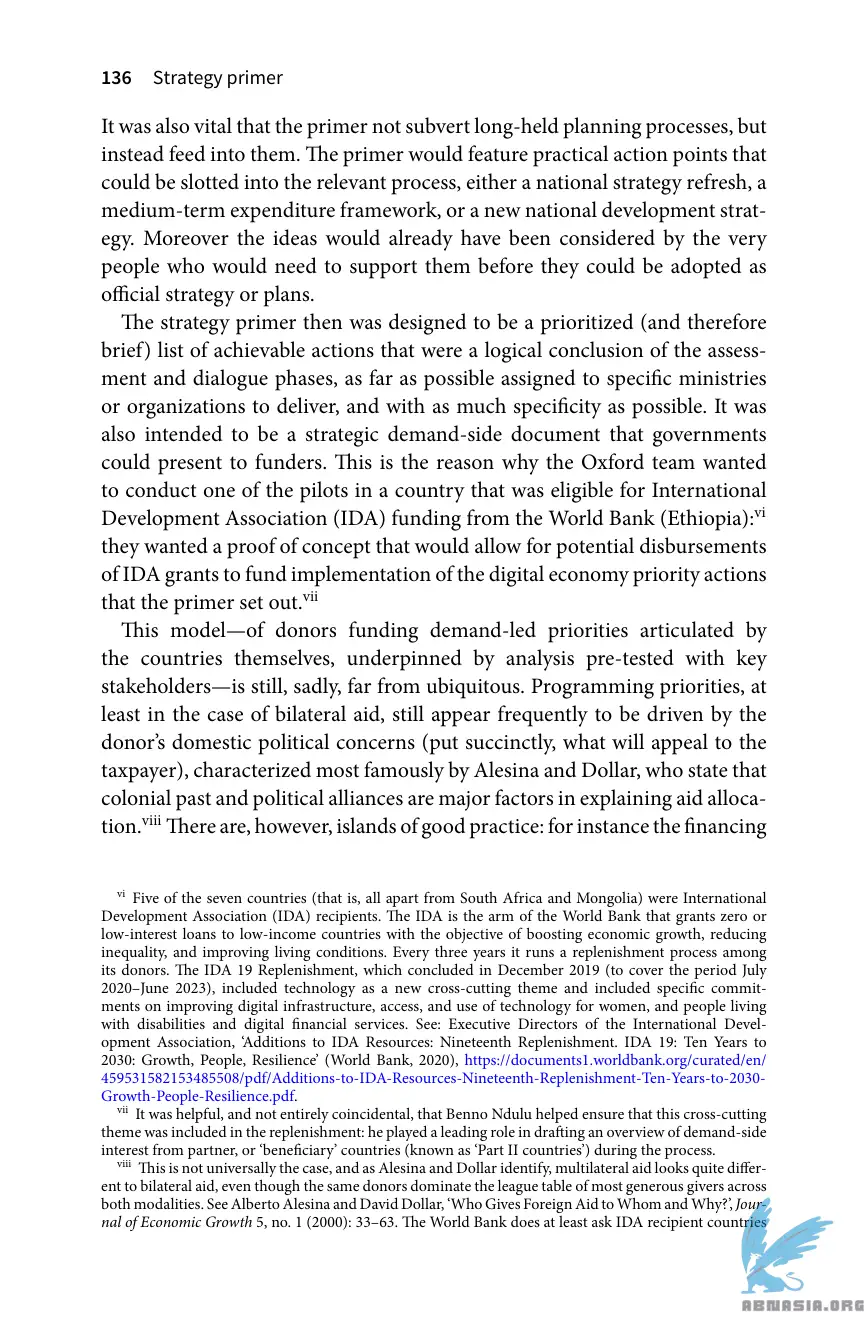 136 Strategy primer
It was also vital that the primer not subvert long-held planning processes, but
instead feed into them. The primer would feature practical action points that
could be slotted into the relevant process, either a national strategy refresh, a
medium-term expenditure framework, or a new national development strat-
egy. Moreover the ideas would already have been considered by the very
people who would need to support them before they could be adopted as
official strategy or plans.
The strategy primer then was designed to be a prioritized (and therefore
brief) list of achievable actions that were a logical conclusion of the assess-
ment and dialogue phases, as far as possible assigned to specific ministries
or organizations to deliver, and with as much specificity as possible. It was
also intended to be a strategic demand-side document that governments
could present to funders. This is the reason why the Oxford team wanted
to conduct one of the pilots in a country that was eligible for International
Development Association (IDA) funding from the World Bank (Ethiopia):vi
they wanted a proof of concept that would allow for potential disbursements
of IDA grants to fund implementation of the digital economy priority actions
that the primer set out.vii
This model—of donors funding demand-led priorities articulated by
the countries themselves, underpinned by analysis pre-tested with key
stakeholders—is still, sadly, far from ubiquitous. Programming priorities, at
least in the case of bilateral aid, still appear frequently to be driven by the
donor's domestic political concerns (put succinctly, what will appeal to the
taxpayer), characterized most famously by Alesina and Dollar, who state that
colonial past and political alliances are major factors in explaining aid alloca-
tion.viii There are, however, islands of good practice: for instance the financing
vi Five of the seven countries (that is, all apart from South Africa and Mongolia) were International
Development Association (IDA) recipients. The IDA is the arm of the World Bank that grants zero or
low-interest loans to low-income countries with the objective of boosting economic growth, reducing
inequality, and improving living conditions. Every three years it runs a replenishment process among
its donors. The IDA 19 Replenishment, which concluded in December 2019 (to cover the period July
2020–June 2023), included technology as a new cross-cutting theme and included specific commit-
ments on improving digital infrastructure, access, and use of technology for women, and people living
with disabilities and digital financial services. See: Executive Directors of the International Devel-
opment Association, 'Additions to IDA Resources: Nineteenth Replenishment. IDA 19: Ten Years to
2030: Growth, People, Resilience' (World Bank, 2020), https://documents1.worldbank.org/curated/en/
459531582153485508/pdf/Additions-to-IDA-Resources-Nineteenth-Replenishment-Ten-Years-to-2030-
Growth-People-Resilience.pdf.
vii It was helpful, and not entirely coincidental, that Benno Ndulu helped ensure that this cross-cutting
theme was included in the replenishment: he played a leading role in drafting an overview of demand-side
interest from partner, or 'beneficiary' countries (known as 'Part II countries') during the process.
viii This is not universally the case, and as Alesina and Dollar identify, multilateral aid looks quite differ-
ent to bilateral aid, even though the same donors dominate the league table of most generous givers across
both modalities. See Alberto Alesina and David Dollar, 'Who Gives Foreign Aid to Whom and Why?', Jour-
nal of Economic Growth 5, no. 1 (2000): 33–63. The World Bank does at least ask IDA recipient countries
ABNASIA.ORG